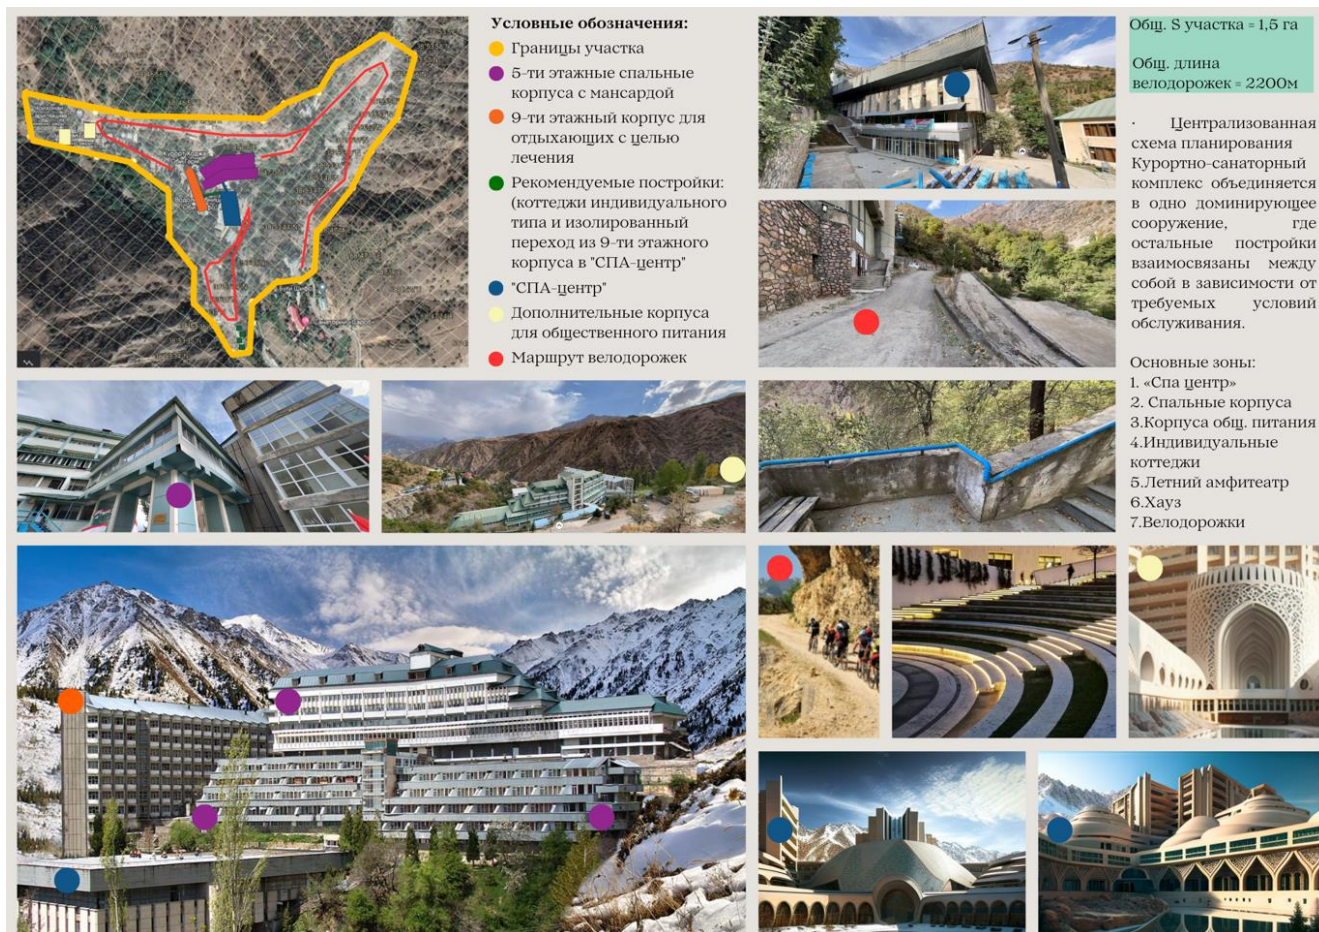 Условные обозначения:
Границы участка
5-ти этажные спальные
корпуса с мансардой
9-ти этажный корпус для
отдыхающих с целью
лечения
Рекомендуемые постройки:
(коттеджи индивидуального
типа и изолированный
переход из 9-ти этажного
корпуса в "СПА-центр"
"СПА-центр"
Дополнительные корпуса
для общественного питания
Маршрут велодорожек
Общ. S участка = 1,5 га
Общ. длина
велодорожек = 2200м
· Централизованная
схема планирования
Курортно-санаторный
комплекс объединяется
в одно доминирующее
сооружение, где
остальные постройки
взаимосвязаны между
собой в зависимости от
требуемых условий
обслуживания.
Основные зоны:
1. «Спа центр»
2. Спальные корпуса
3.Корпуса общ. питания
4.Индивидуальные
коттеджи
5.Летний амфитеатр
6.Хауз
7.Велодорожки